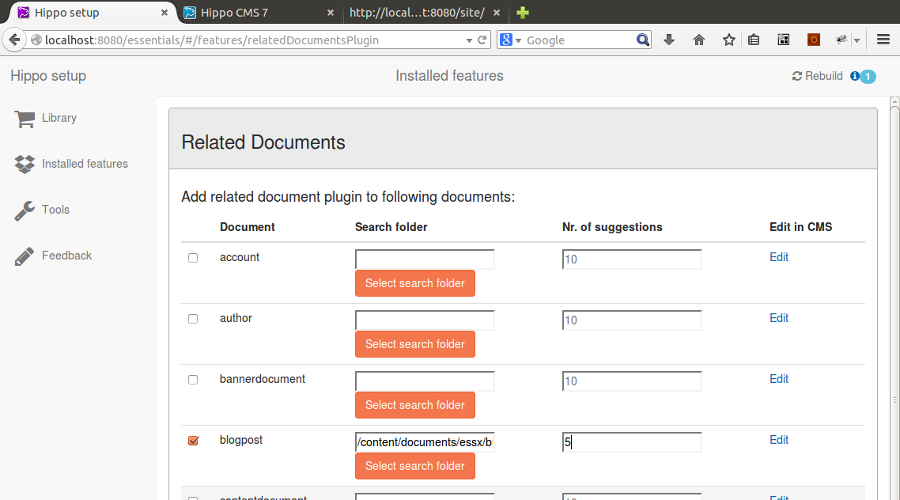 Hippo setup
Hippo CMS 7
http://local...t:8080/site/
localhost:8080/essentials/#/features/relatedDocumentsPlugin
Google
Hippo setup
Installed features
Rebuild
1
Library
Installed features
Tools
Feedback
Related Documents
Add related document plugin to following documents:
Document Search folder Nr. of suggestions Edit in CMS
account 10 Edit
Select search folder
author 10 Edit
Select search folder
bannerdocument 10 Edit
Select search folder
blogpost /content/documents/essx/b 5 Edit
Select search folder
contentdocument 10 Edit